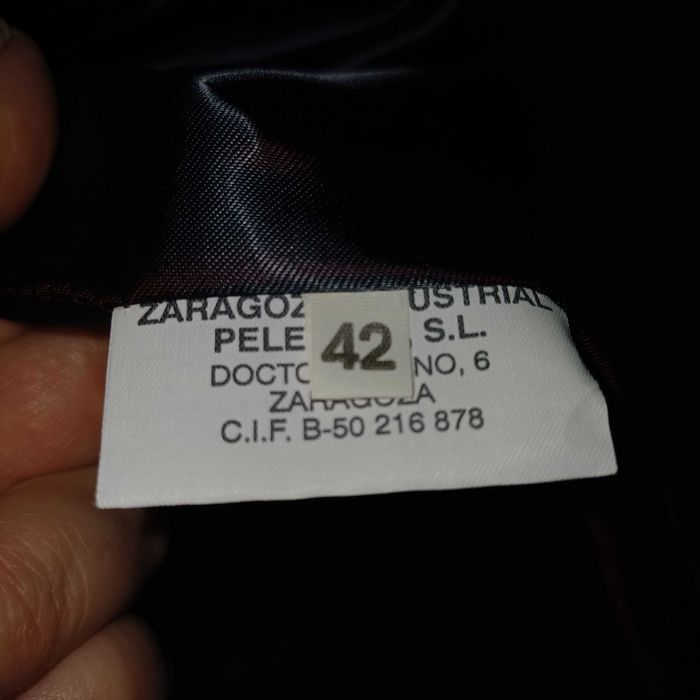 ZARAGOZ USTRIAL
PELE S.L.
42
DOCTO NO, 6
ZARAGOZA
C.I.F. B-50 216 878